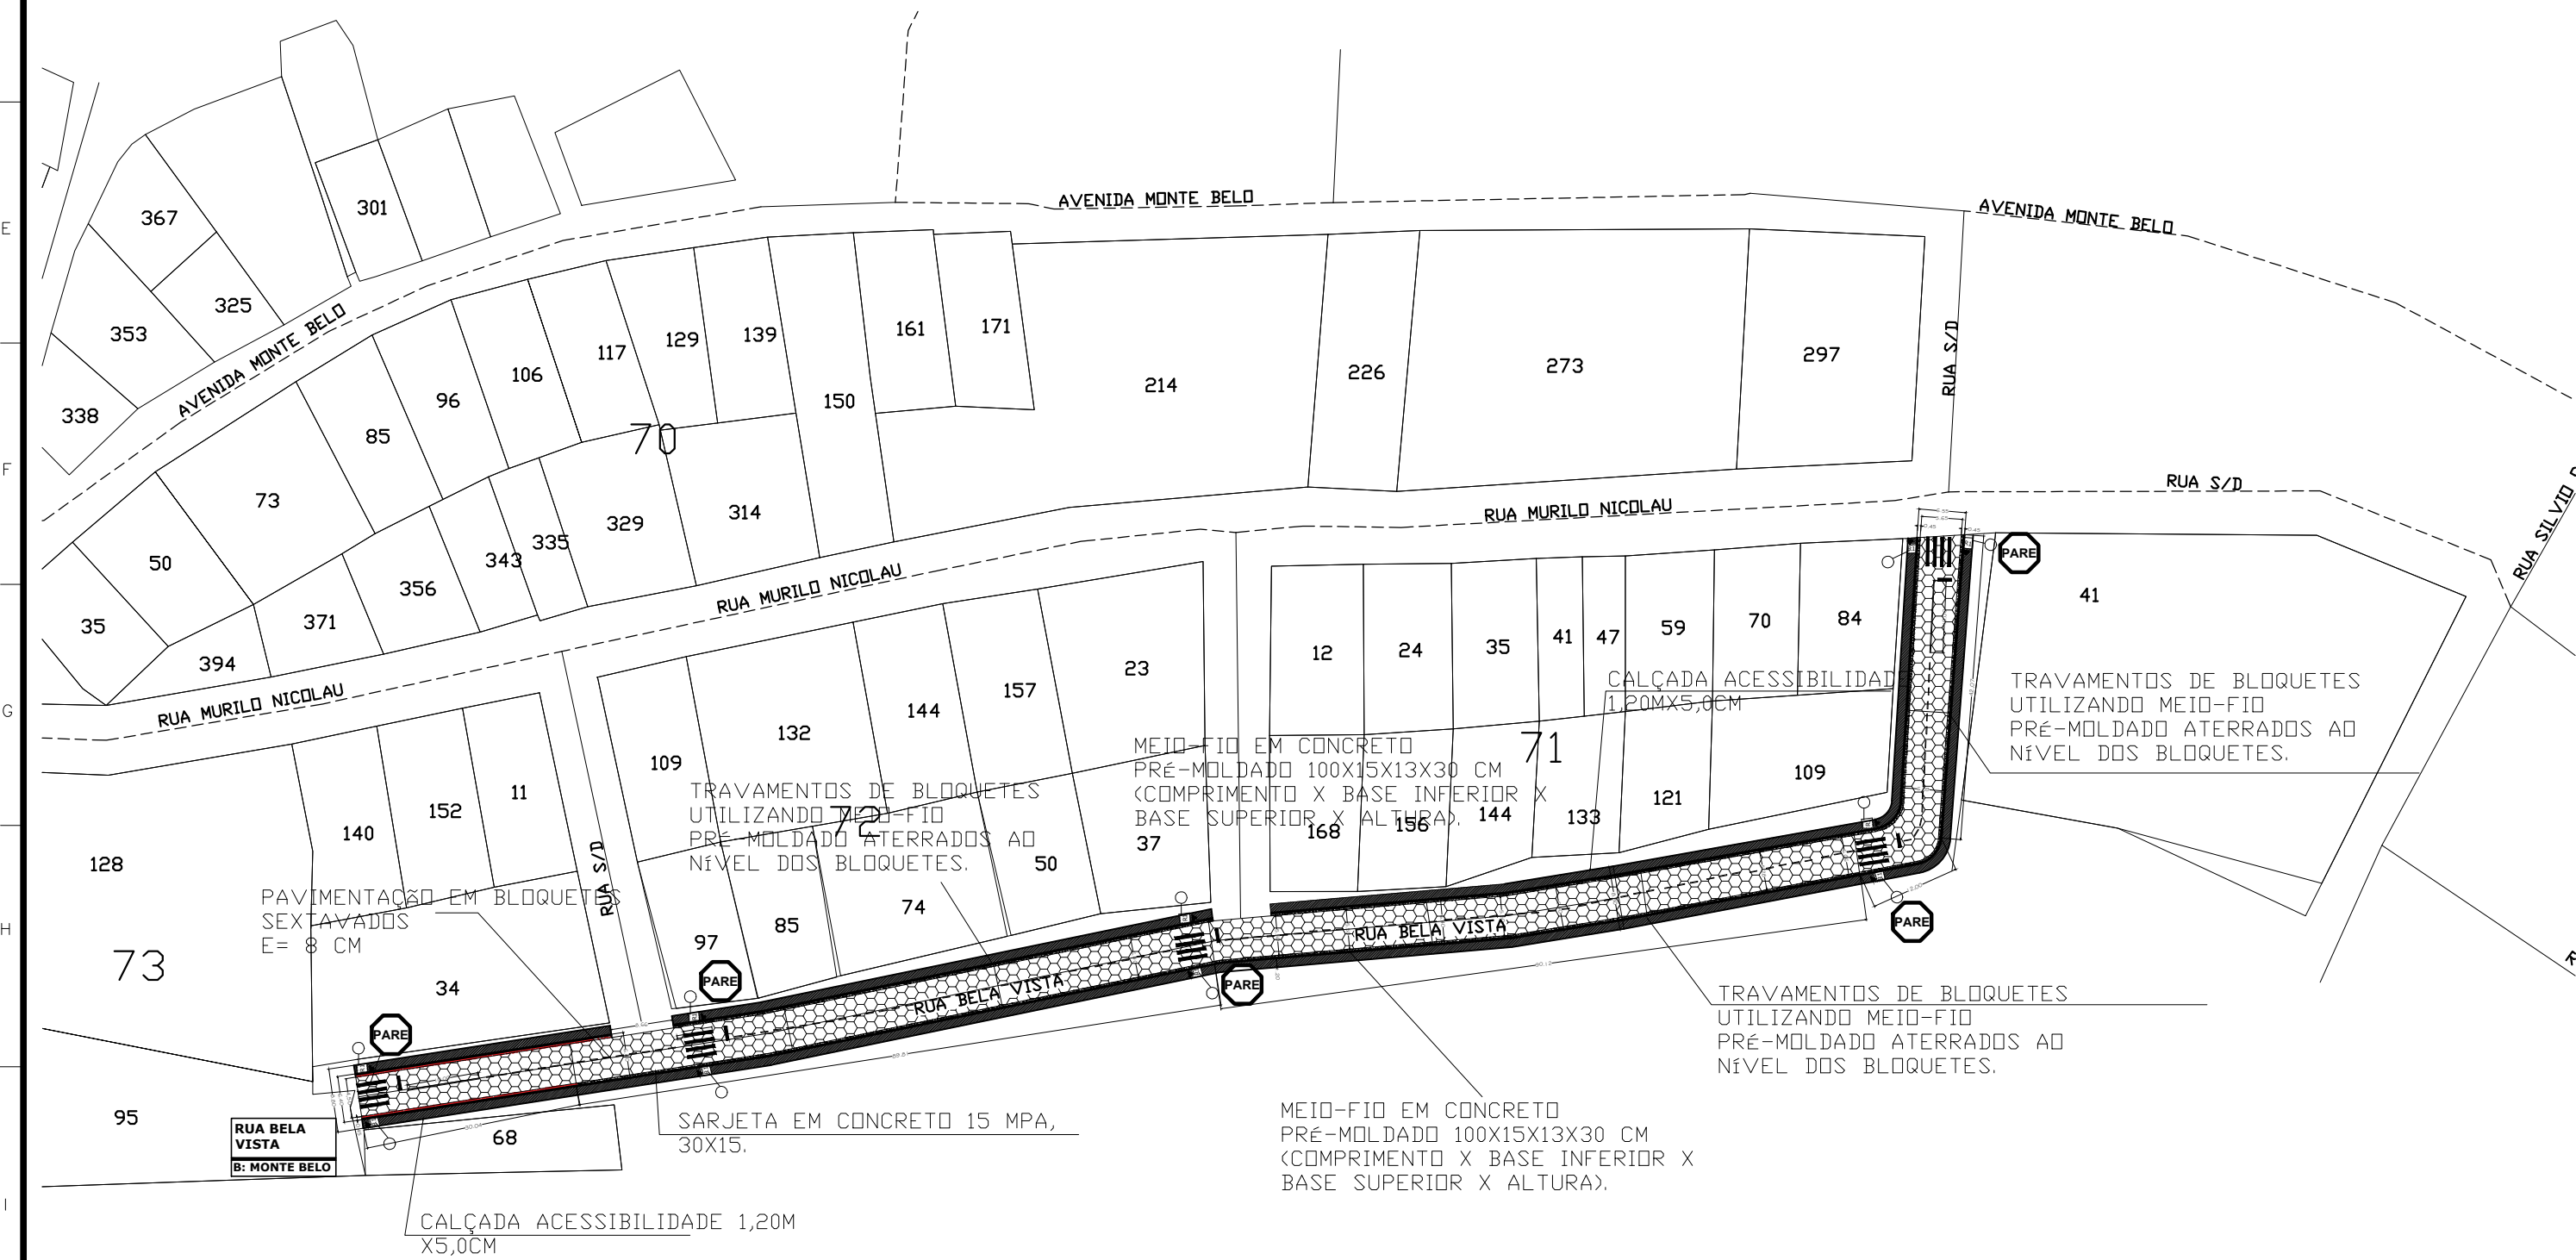 E
F
G
H
I
AVENIDA MONTE BELO
AVENIDA MONTE BELO
AVENIDA MONTE BELO
367
301
325
353
338
161
171
129
139
117
106
150
96
85
214
226
273
297
RUA S/D
70
73
50
35
314
329
335
343
356
371
394
RUA S/D
RUA SILVIO
RUA MURILO NICOLAU
RUA MURILO NICOLAU
RUA MURILO NICOLAU
PARE
41
12
24
35
41
47
59
70
84
23
157
144
132
109
11
152
140
128
CALÇADA ACESSIBILIDADE
1,20MX5,0CM
TRAVAMENTOS DE BLOQUETES
UTILIZANDO MEIO-FIO
PRé-MOLDADO ATERRADOS AO
NíVEL DOS BLOQUETES.
MEIO-FIO EM CONCRETO
PRé-MOLDADO 100X15X13X30 CM
(COMPRIMENTO X BASE INFERIOR X
BASE SUPERIOR X ALTURA).
71
109
121
133
144
156
168
TRAVAMENTOS DE BLOQUETES
UTILIZANDO MEIO-FIO
PRé-MOLDADO ATERRADOS AO
NíVEL DOS BLOQUETES.
72
37
50
74
85
97
RUA S/D
PAVIMENTAÇãO EM BLOQUETES
SEXTAVADOS
E= 8 CM
73
34
RUA BELA VISTA
RUA BELA VISTA
PARE
PARE
PARE
PARE
TRAVAMENTOS DE BLOQUETES
UTILIZANDO MEIO-FIO
PRé-MOLDADO ATERRADOS AO
NíVEL DOS BLOQUETES.
95
68
RUA BELA
VISTA
B: MONTE BELO
SARJETA EM CONCRETO 15 MPA,
30X15.
MEIO-FIO EM CONCRETO
PRé-MOLDADO 100X15X13X30 CM
(COMPRIMENTO X BASE INFERIOR X
BASE SUPERIOR X ALTURA).
CALÇADA ACESSIBILIDADE 1,20M
X5,0CM